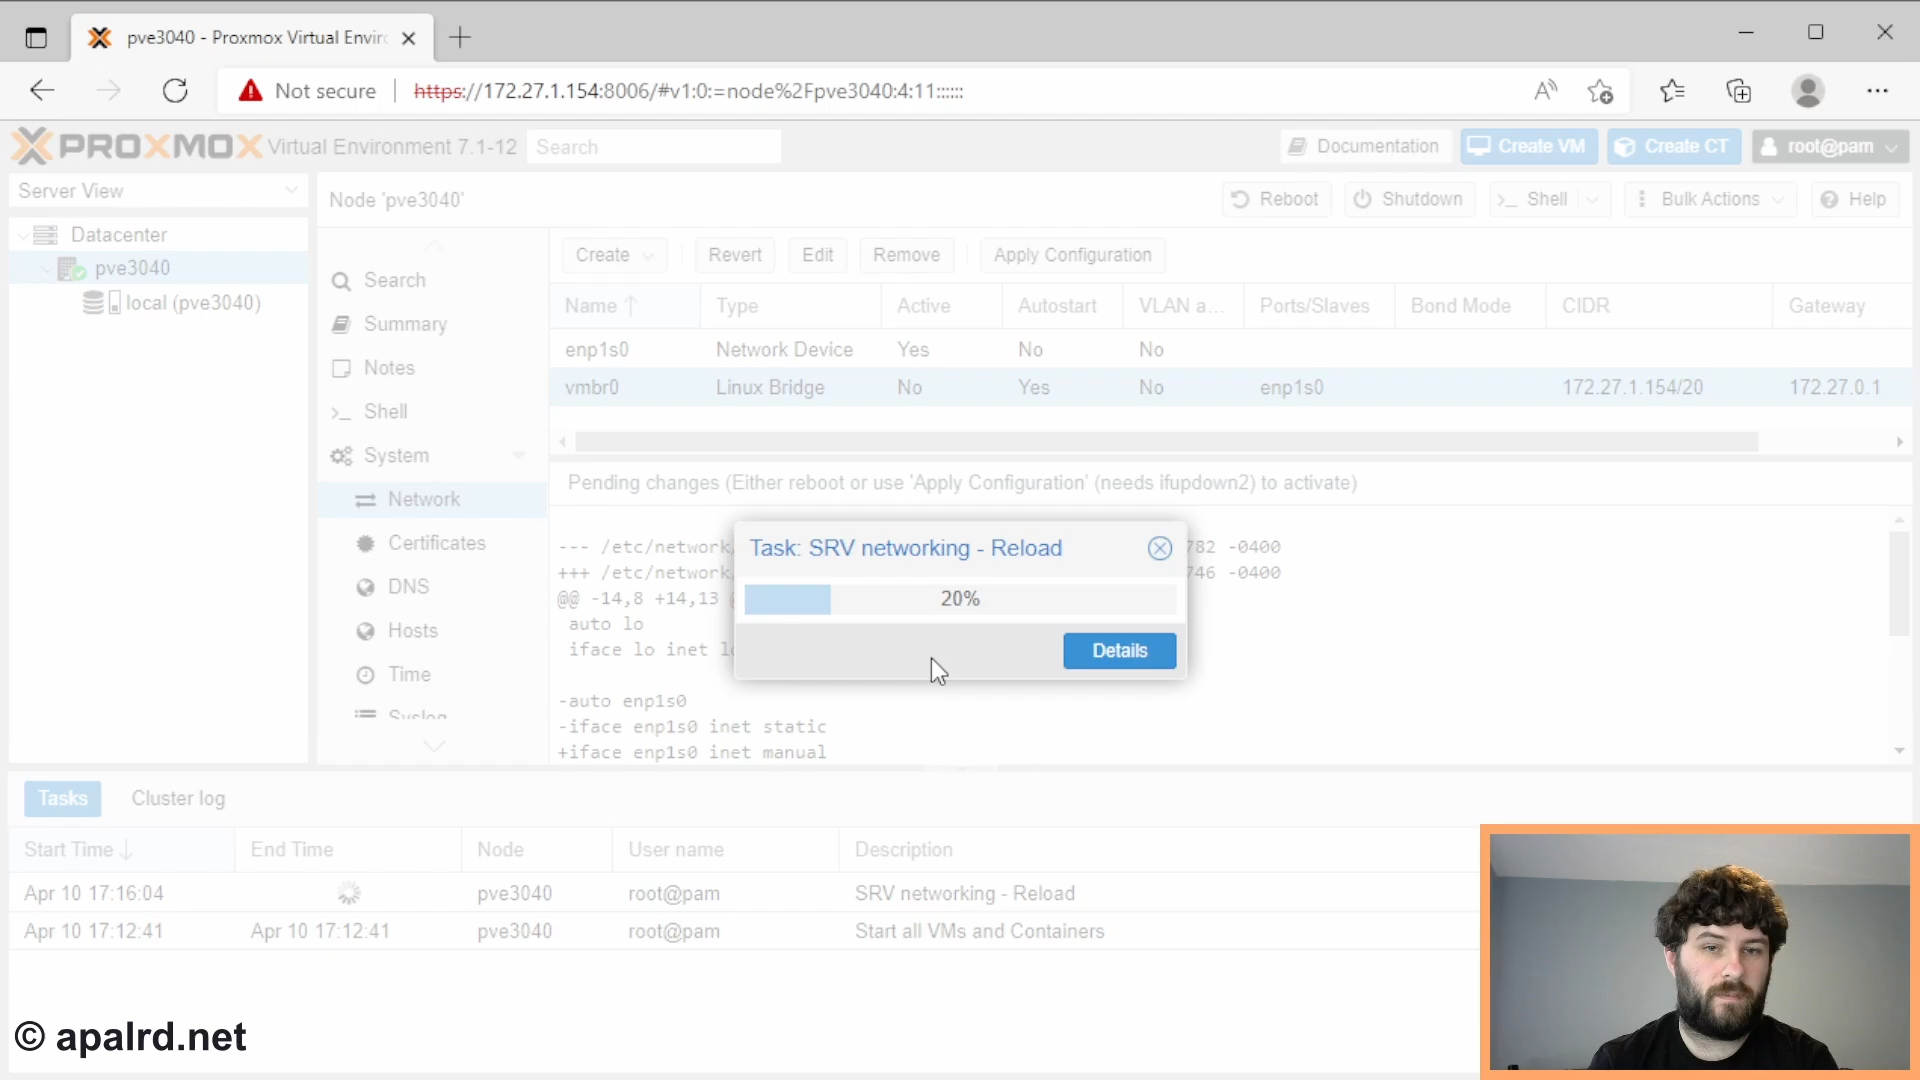 pve3040 - Proxmox Virtual Envir
Not secure
https://172.27.1.154:8006/#v1:0:=node%2Fpve3040:4:11::::::
PROXMOX Virtual Environment 7.1-12
Search
Documentation
Create VM
Create CT
root@pam
Server View
Node 'pve3040'
Reboot
Shutdown
Shell
Bulk Actions
Help
Datacenter
pve3040
local (pve3040)
Search
Summary
Notes
Shell
System
Network
Certificates
DNS
Hosts
Time
Syslog
Create
Revert
Edit
Remove
Apply Configuration
Name Type Active Autostart VLAN a... Ports/Slaves Bond Mode CIDR Gateway
enp1s0 Network Device Yes No No
vmbr0 Linux Bridge No Yes No enp1s0 172.27.1.154/20 172.27.0.1
Pending changes (Either reboot or use 'Apply Configuration' (needs ifupdown2) to activate)
--- /etc/network/ 782 -0400
+++ /etc/network/ 746 -0400
@@ -14,8 +14,13 @
auto lo
iface lo inet lo
-auto enp1s0
-iface enp1s0 inet static
+iface enp1s0 inet manual
Task: SRV networking - Reload
20%
Details
Tasks
Cluster log
Start Time End Time Node User name Description
Apr 10 17:16:04 pve3040 root@pam SRV networking - Reload
Apr 10 17:12:41 Apr 10 17:12:41 pve3040 root@pam Start all VMs and Containers
© apalrd.net